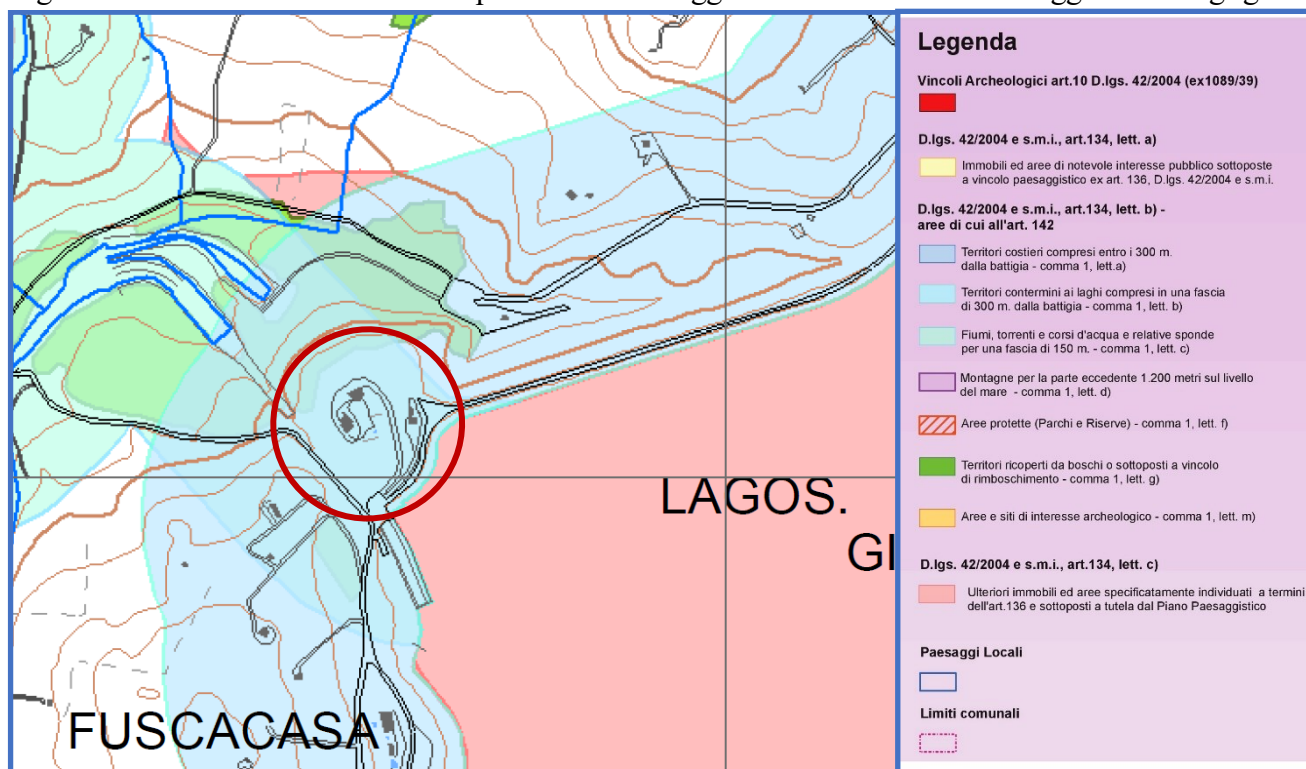 LAGOS.
GI
FUSCACASA
Legenda
Vincoli Archeologici art.10 D.lgs. 42/2004 (ex1089/39)
D.lgs. 42/2004 e s.m.i., art.134, lett. a)
Immobili ed aree di notevole interesse pubblico sottoposte
a vincolo paesaggistico ex art. 136, D.lgs. 42/2004 e s.m.i.
D.lgs. 42/2004 e s.m.i., art.134, lett. b) -
aree di cui all'art. 142
Territori costieri compresi entro i 300 m.
dalla battigia - comma 1, lett.a)
Territori contermini ai laghi compresi in una fascia
di 300 m. dalla battigia - comma 1, lett. b)
Fiumi, torrenti e corsi d'acqua e relative sponde
per una fascia di 150 m. - comma 1, lett. c)
Montagne per la parte eccedente 1.200 metri sul livello
del mare - comma 1, lett. d)
Aree protette (Parchi e Riserve) - comma 1, lett. f)
Territori ricoperti da boschi o sottoposti a vincolo
di rimboschimento - comma 1, lett. g)
Aree e siti di interesse archeologico - comma 1, lett. m)
D.lgs. 42/2004 e s.m.i., art.134, lett. c)
Ulteriori immobili ed aree specificatamente individuati a termini
dell'art.136 e sottoposti a tutela dal Piano Paesaggistico
Paesaggi Locali
Limiti comunali